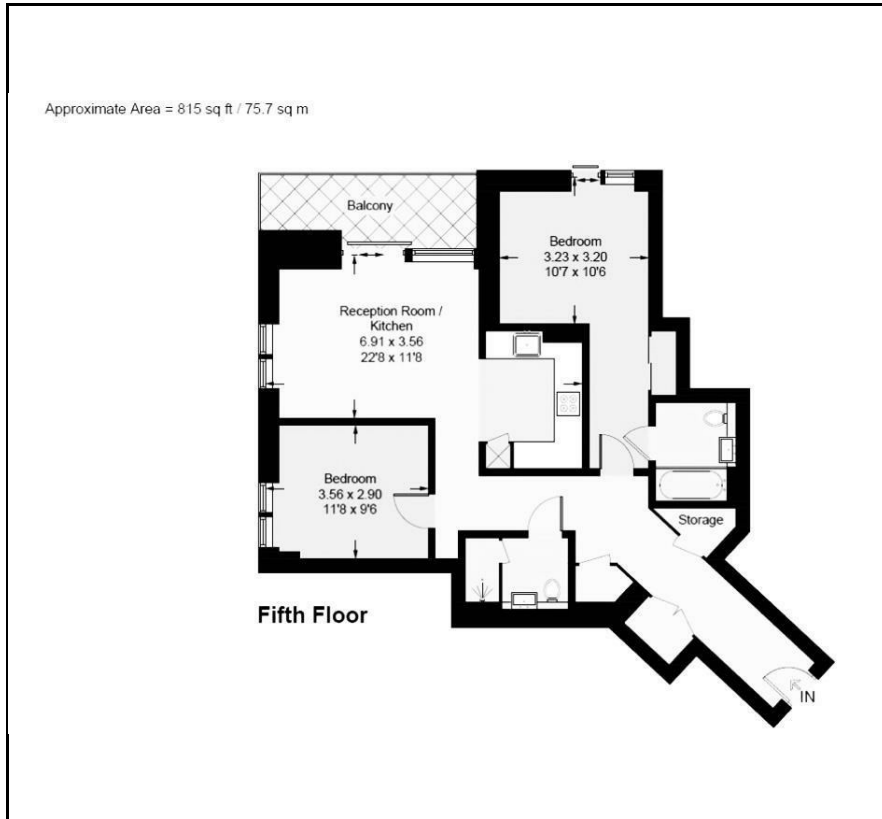 Approximate Area = 815 sq ft / 75.7 sq m
Balcony
Bedroom
3.23 x 3.20
10'7 x 10'6
Reception Room /
Kitchen
6.91 x 3.56
22'8 x 11'8
Bedroom
3.56 x 2.90
11'8 x 9'6
Storage
Fifth Floor
IN